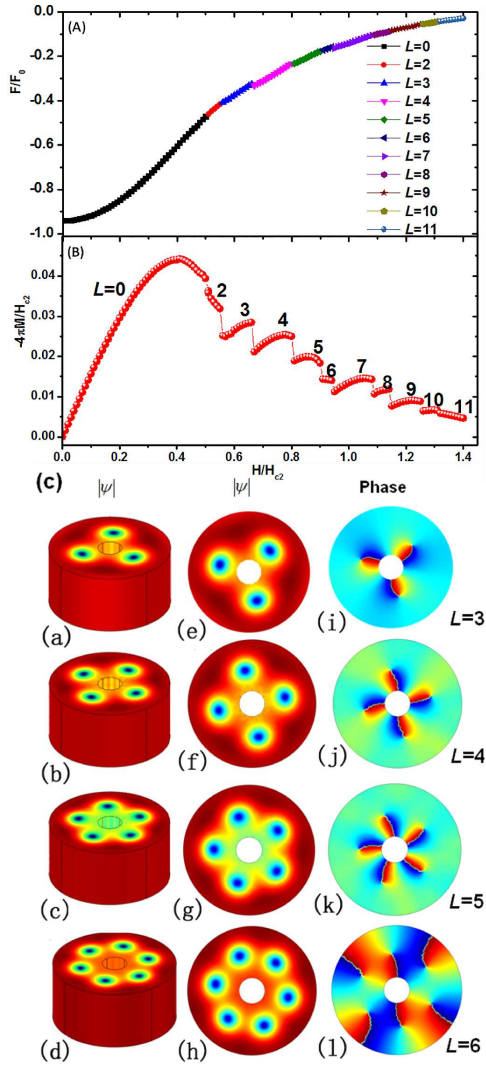 (A)
F/F0
0.0
-0.2
-0.4
-0.6
-0.8
-1.0
L=0
L=2
L=3
L=4
L=5
L=6
L=7
L=8
L=9
L=10
L=11
(B)
-4πM/Hc2
0.04
0.03
0.02
0.01
0.00
L=0
2
3
4
5
6
7
8
9
10
11
0.0 0.2 0.4 0.6 0.8 1.0 1.2 1.4
H/Hc2
(c) |ψ| |ψ| Phase
(a) (e) (i) L=3
(b) (f) (j) L=4
(c) (g) (k) L=5
(d) (h) (l) L=6